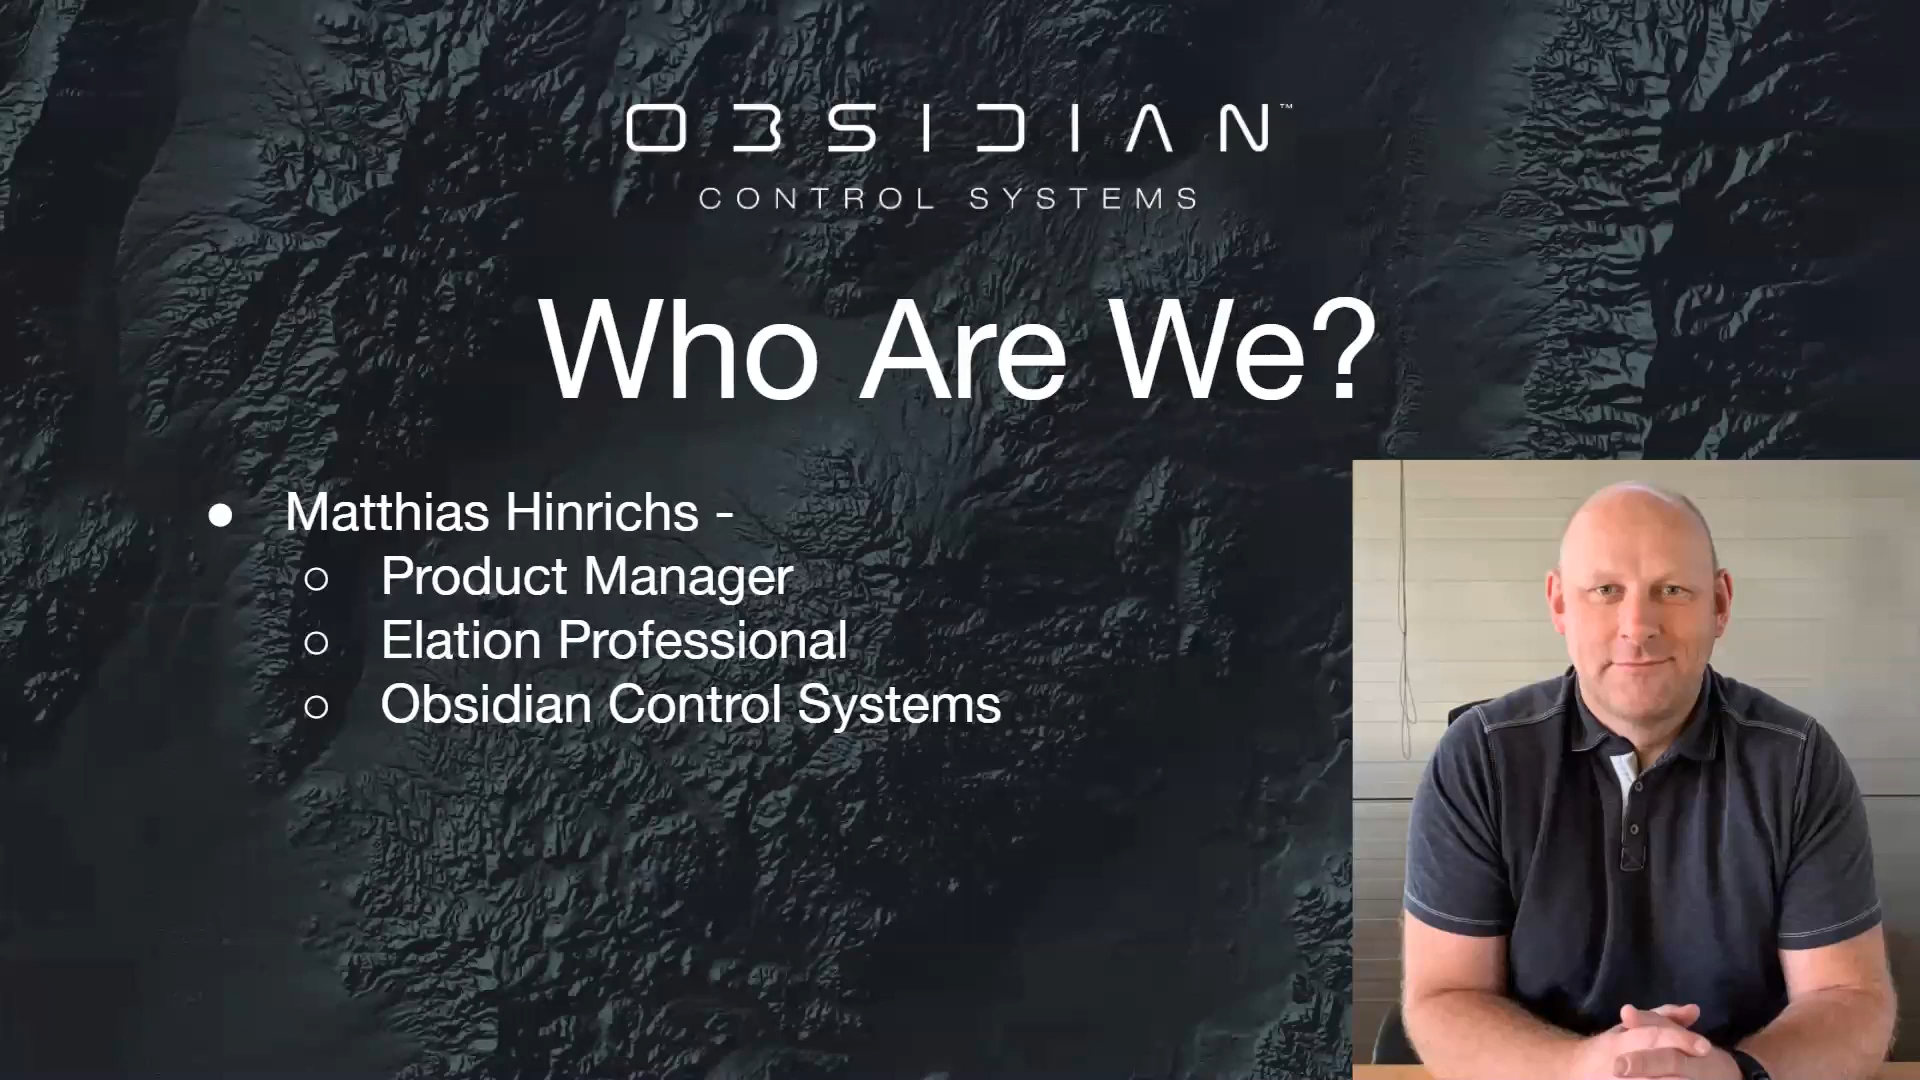 OBSIDIAN™
CONTROL SYSTEMS
Who Are We?
● Matthias Hinrichs -
○ Product Manager
○ Elation Professional
○ Obsidian Control Systems